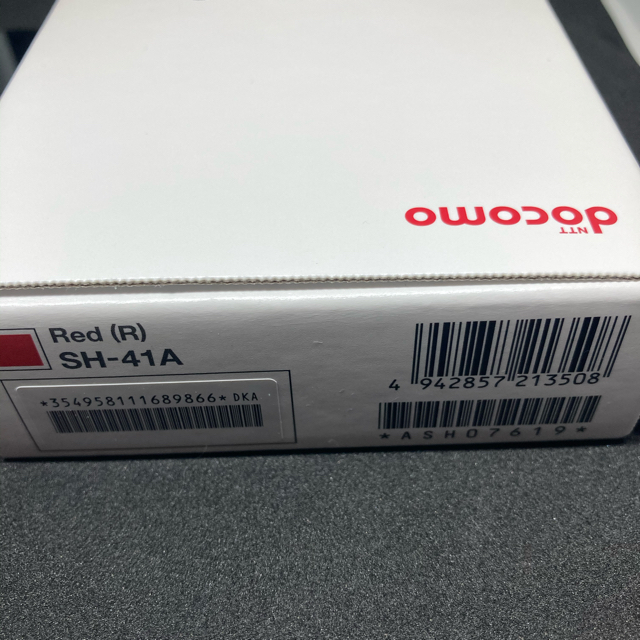 NTT
docomo
Red (R)
SH-41A
*354958111689866* DKA
4 942857 213508
*ASH07619*